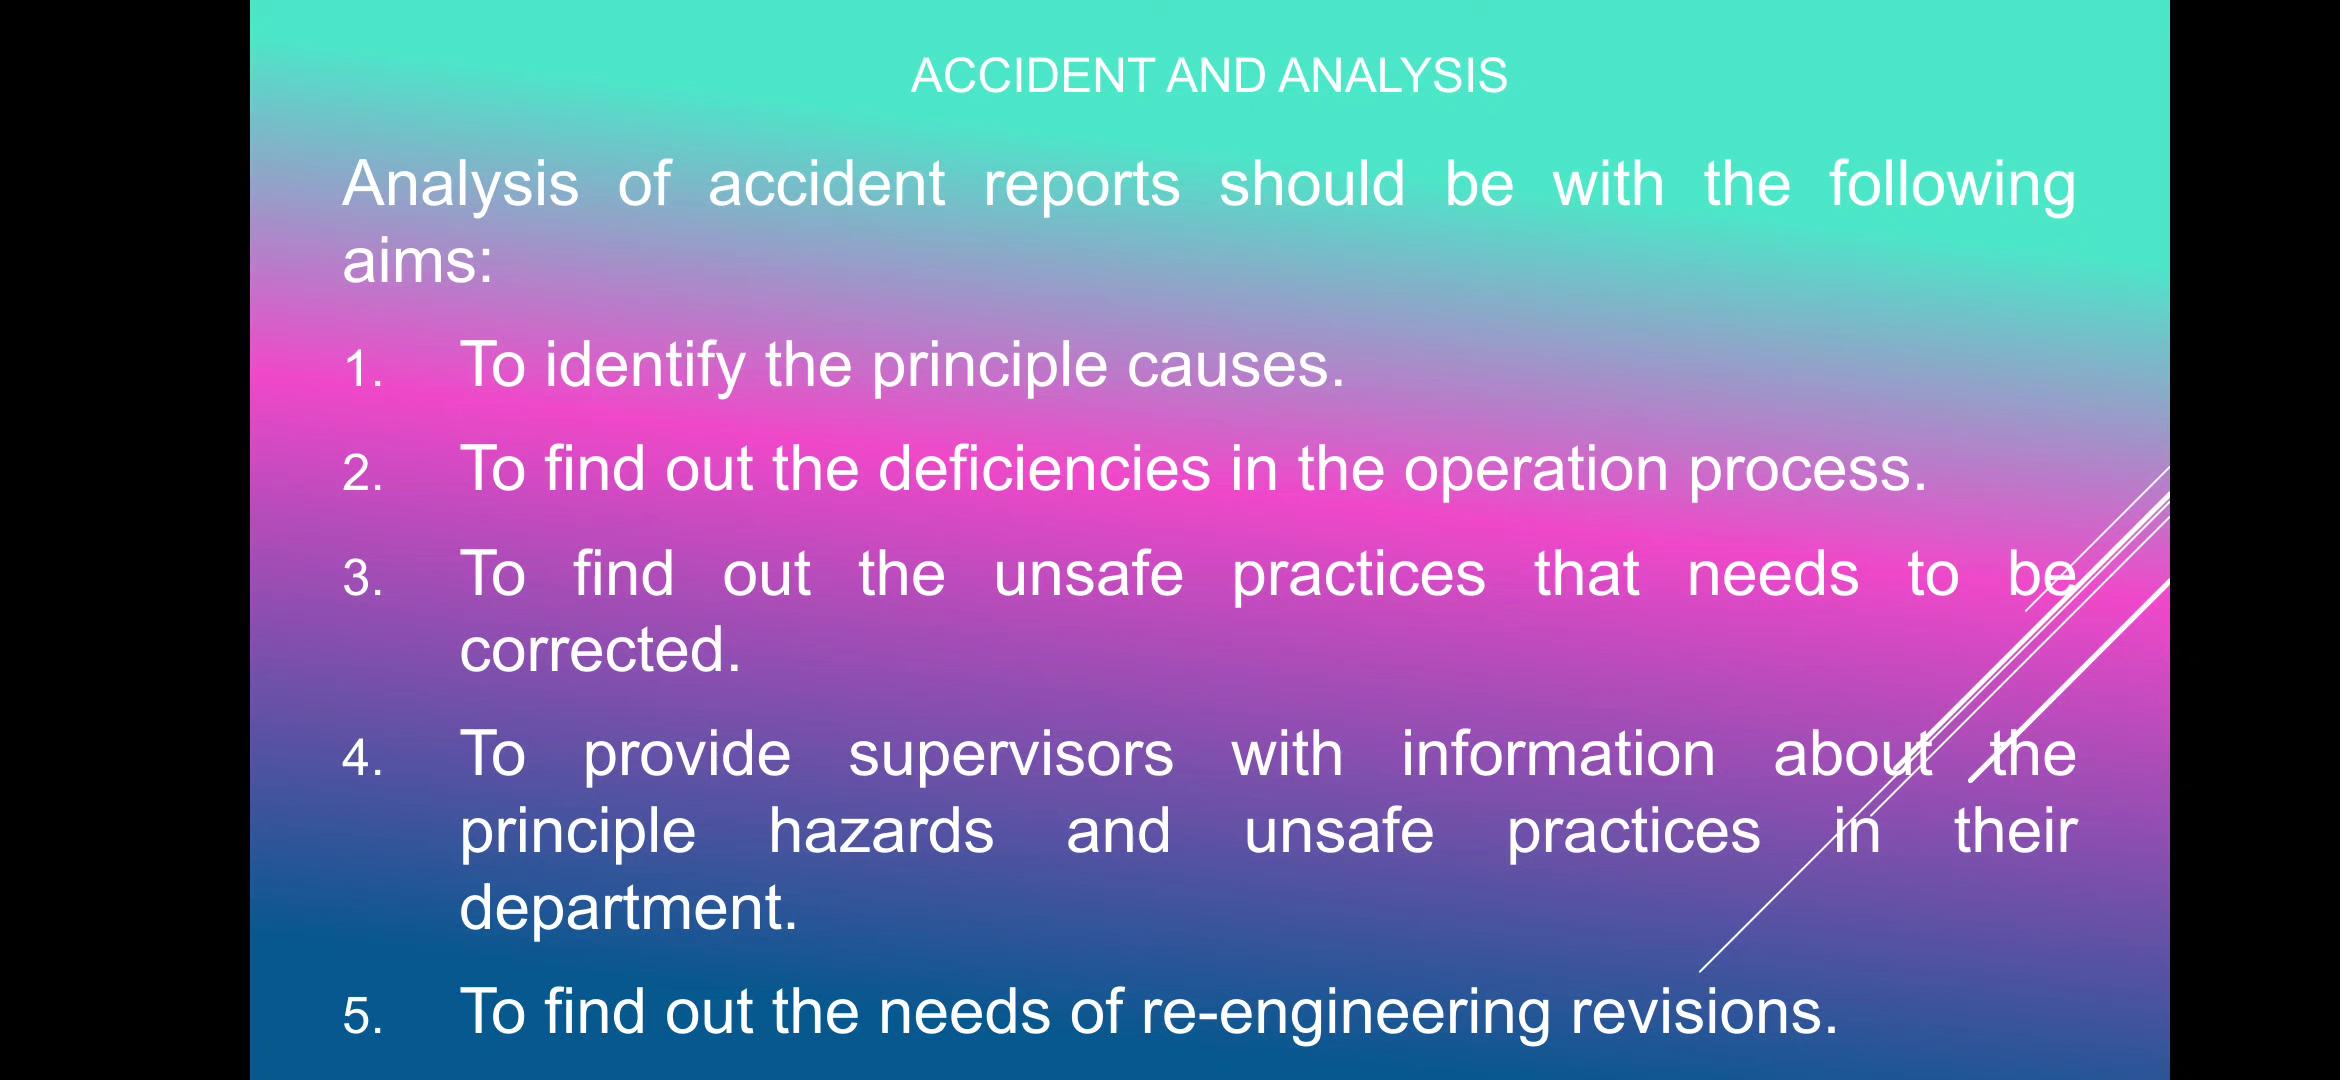 ACCIDENT AND ANALYSIS
Analysis of accident reports should be with the following
aims:
1. To identify the principle causes.
2. To find out the deficiencies in the operation process.
3. To find out the unsafe practices that needs to be
corrected.
4. To provide supervisors with information about the
principle hazards and unsafe practices in their
department.
5. To find out the needs of re-engineering revisions.